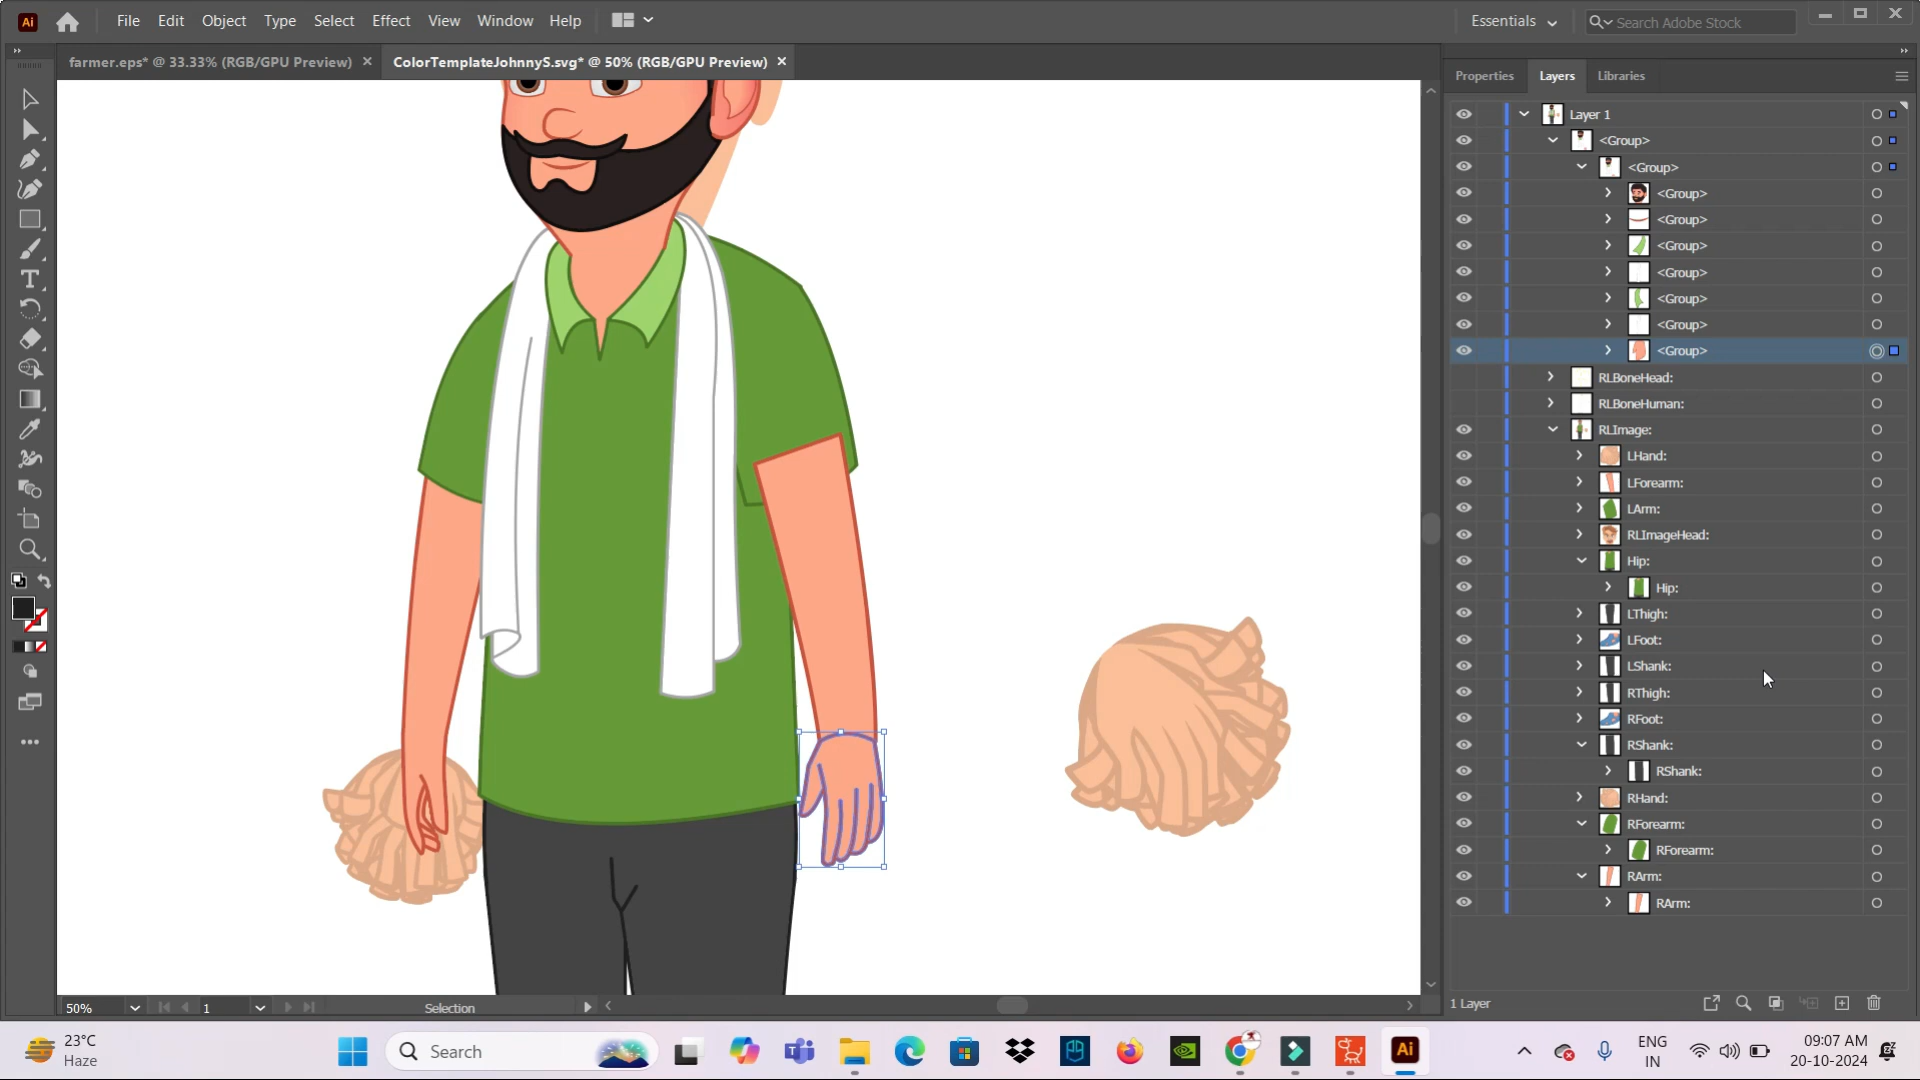 Ai File Edit Object Type Select Effect View Window Help Essentials Search Adobe Stock
farmer.eps* @ 33.33% (RGB/GPU Preview) × ColorTemplateJohnnyS.svg* @ 50% (RGB/GPU Preview) ×
Properties Layers Libraries
Layer 1
<Group>
<Group>
<Group>
<Group>
<Group>
<Group>
<Group>
<Group>
<Group>
RLBoneHead:
RLBoneHuman:
RLImage:
LHand:
LForearm:
LArm:
RLImageHead:
Hip:
Hip:
LThigh:
LFoot:
LShank:
RThigh:
RFoot:
RShank:
RShank:
RHand:
RForearm:
RForearm:
RArm:
RArm:
50% 1 Selection
1 Layer
23°C
Haze
Search
Ai
ENG
IN
09:07 AM
20-10-2024